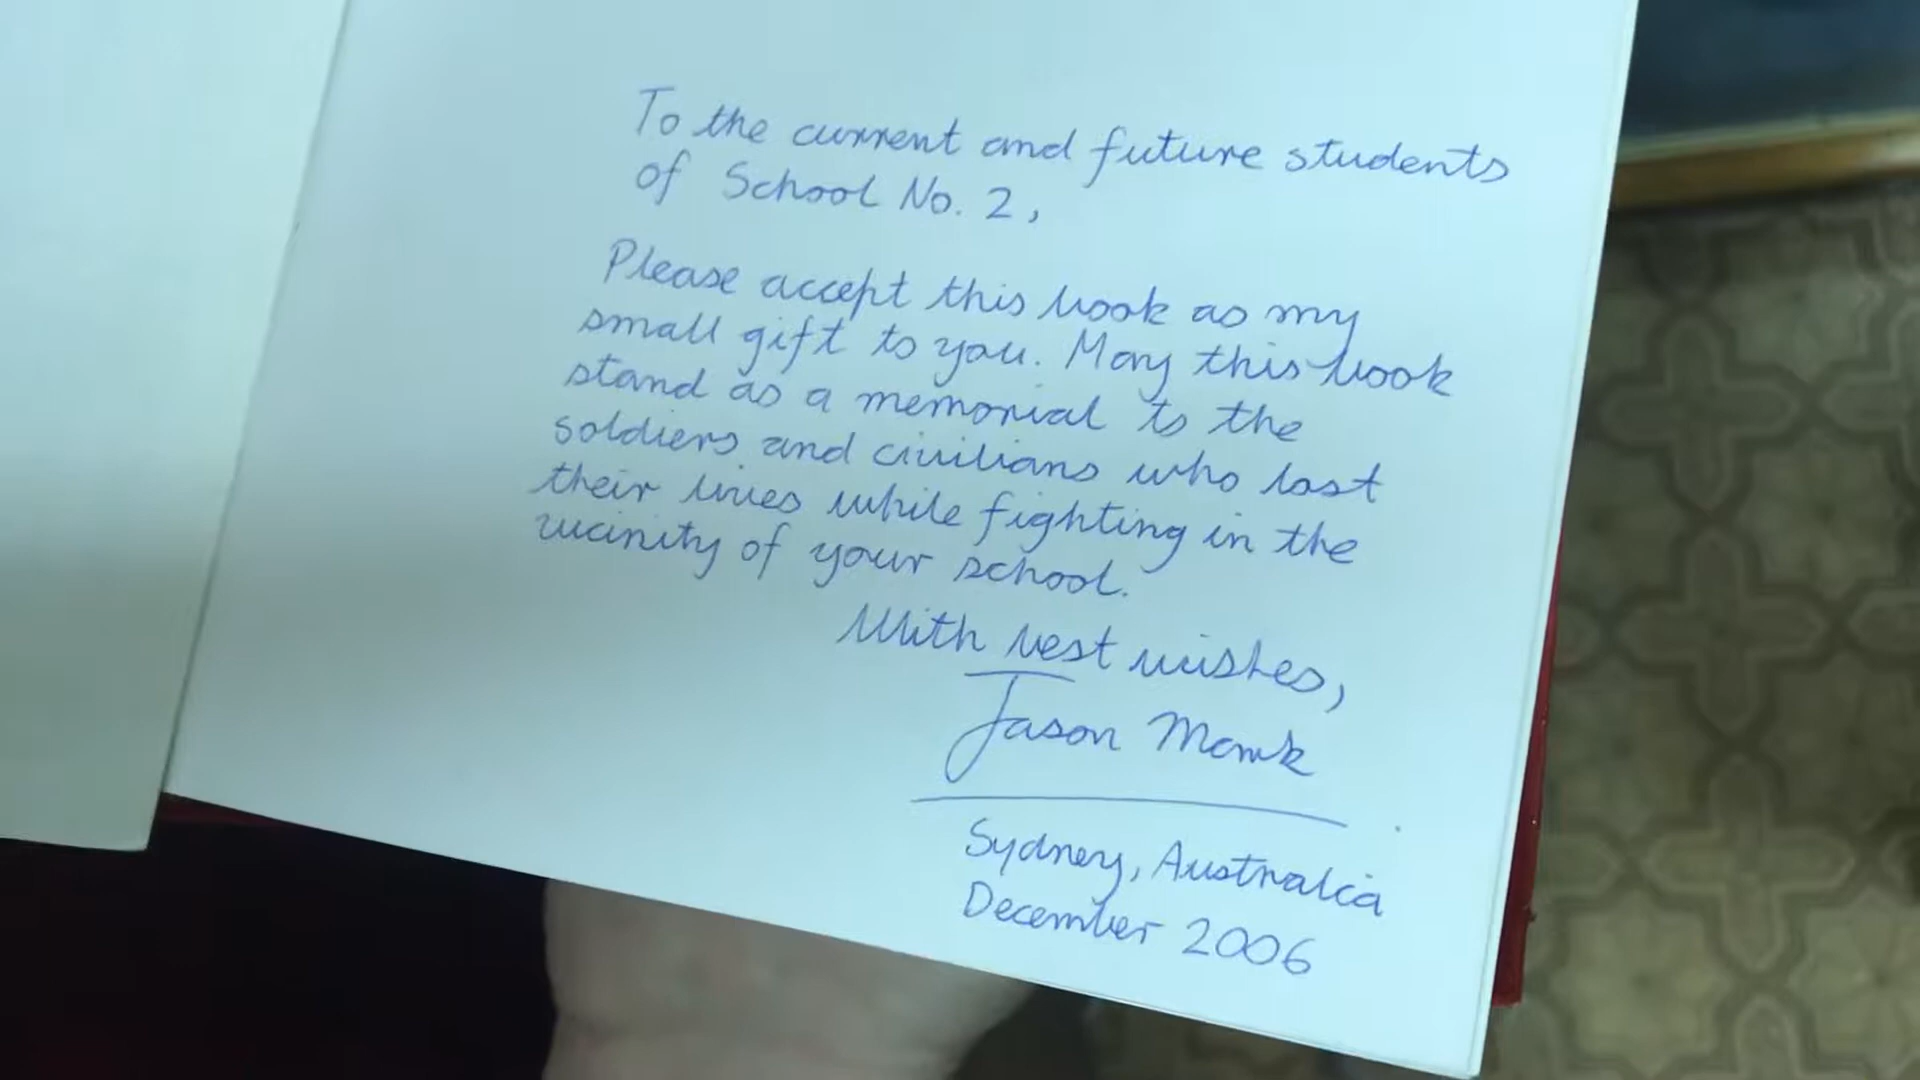 To the current and future students
of School No. 2,
Please accept this book as my
small gift to you. May this book
stand as a memorial to the
soldiers and civilians who lost
their lives while fighting in the
vicinity of your school.
With best wishes,
Jason Mark
Sydney, Australia
December 2006